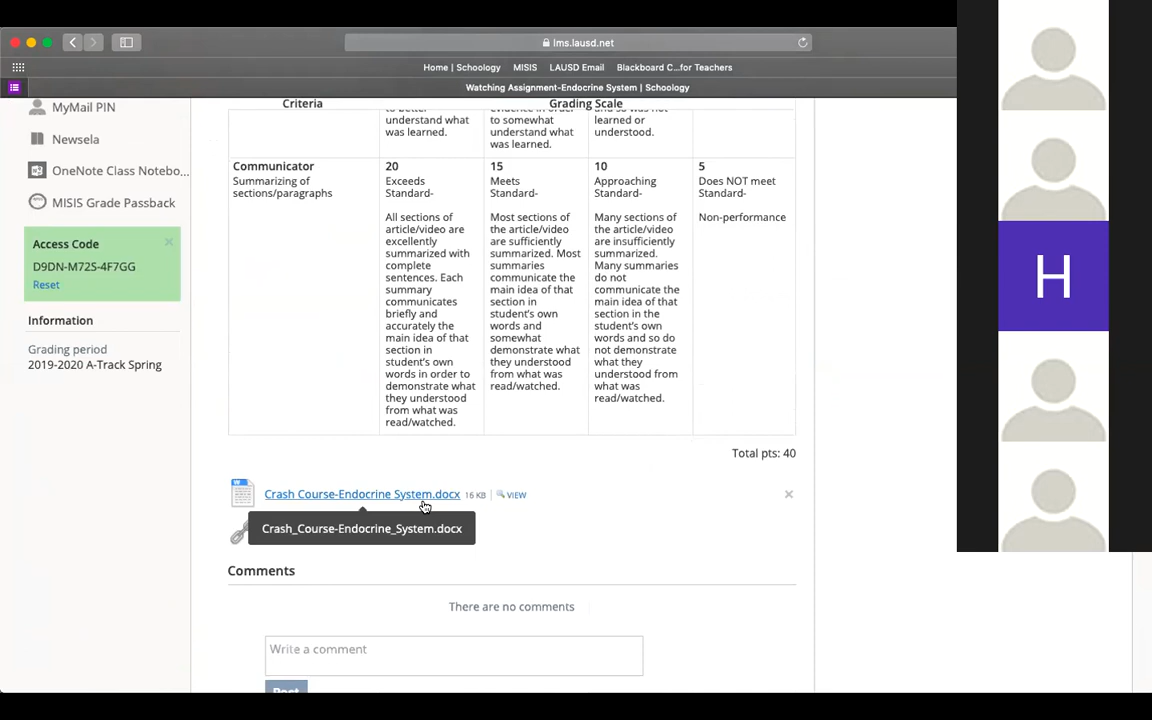 lms.lausd.net
Home | Schoology MISIS LAUSD Email Blackboard C...for Teachers
Watching Assignment-Endocrine System | Schoology
MyMail PIN
Newsela
OneNote Class Notebo...
MISIS Grade Passback
Access Code
D9DN-M72S-4F7GG
Reset
Information
Grading period
2019-2020 A-Track Spring
Criteria
Grading Scale
to better
understand what
was learned.
evidence in order
to somewhat
understand what
was learned.
and so was not
learned or
understood.
Communicator
Summarizing of
sections/paragraphs
20
Exceeds
Standard-
All sections of
article/video are
excellently
summarized with
complete
sentences. Each
summary
communicates
briefly and
accurately the
main idea of that
section in
student's own
words in order to
demonstrate what
they understood
from what was
read/watched.
15
Meets
Standard-
Most sections of
the article/video
are sufficiently
summarized. Most
summaries
communicate the
main idea of that
section in
student's own
words and
somewhat
demonstrate what
they understood
from what was
read/watched.
10
Approaching
Standard-
Many sections of
the article/video
are insufficiently
summarized.
Many summaries
do not
communicate the
main idea of that
section in the
student's own
words and so do
not demonstrate
what they
understood from
what was
read/watched.
5
Does NOT meet
Standard-
Non-performance
Total pts: 40
Crash Course-Endocrine System.docx 16 KB VIEW
Crash_Course-Endocrine_System.docx
Comments
There are no comments
Write a comment
Post
H